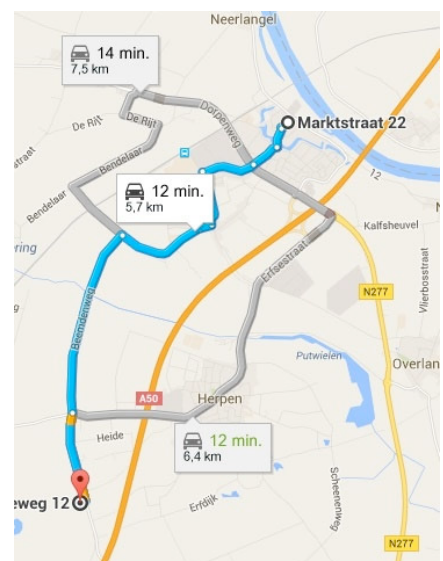 Neerlangel
14 min.
7,5 km
Dorpenweg
De Rijt
De Rijt
Marktstraat 22
Bendelaar
Bendelaar
12
12 min.
5,7 km
Kalfsheuvel
Erfsestraat
Vlierbosstraat
N277
Beemdenweg
Putwielen
Overlan
A50
Herpen
Heide
12 min.
6,4 km
eweg 12
Erfdijk
Scheenenweg
N277